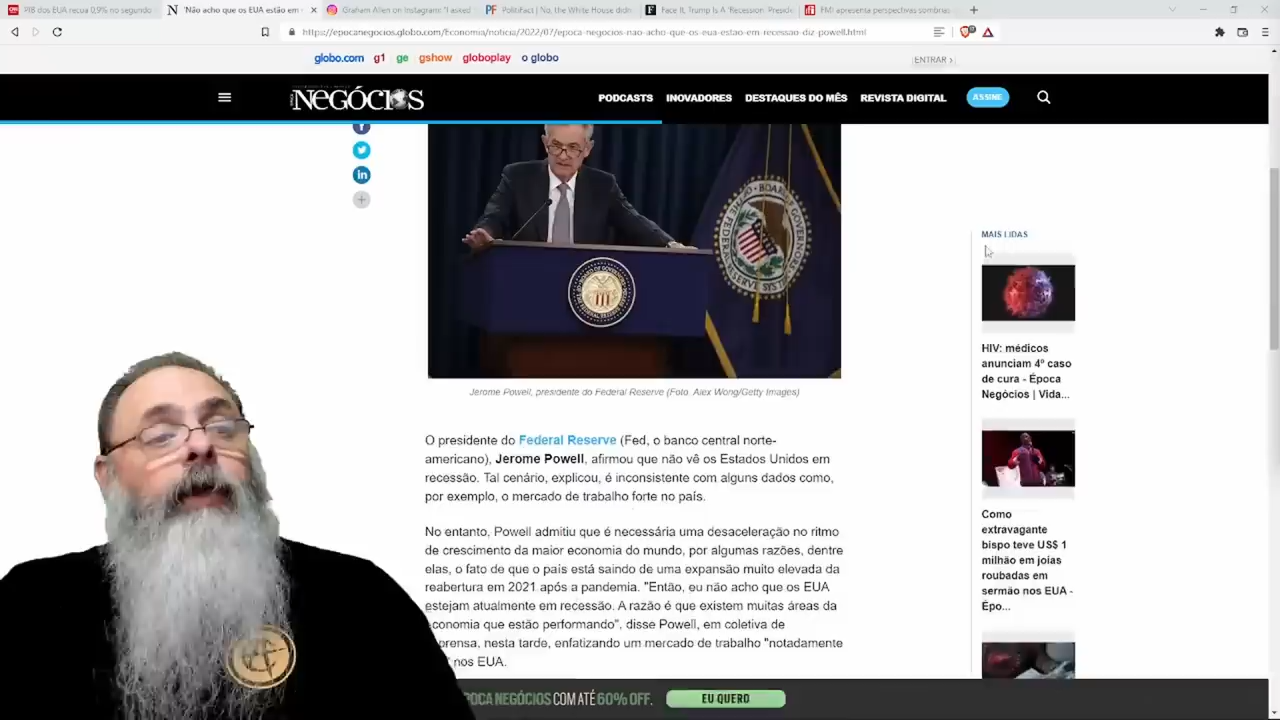 PIB dos EUA recua 0,9% no segundo
'Não acho que os EUA estão em
Graham Allen on Instagram: "I asked
PolitiFact | No, the White House didn
Face It, Trump Is A 'Recession' Preside
FMI apresenta perspectivas sombrias
https://epocanegocios.globo.com/Economia/noticia/2022/07/epoca-negocios-nao-acho-que-os-eua-estao-em-recessao-diz-powell.html
globo.com g1 ge gshow globoplay o globo
ENTRAR ›
NEGÓCIOS
PODCASTS INOVADORES DESTAQUES DO MÊS REVISTA DIGITAL ASSINE
Jerome Powell, presidente do Federal Reserve (Foto: Alex Wong/Getty Images)
O presidente do Federal Reserve (Fed, o banco central norte-
americano), Jerome Powell, afirmou que não vê os Estados Unidos em
recessão. Tal cenário, explicou, é inconsistente com alguns dados como,
por exemplo, o mercado de trabalho forte no país.
No entanto, Powell admitiu que é necessária uma desaceleração no ritmo
de crescimento da maior economia do mundo, por algumas razões, dentre
elas, o fato de que o país está saindo de uma expansão muito elevada da
reabertura em 2021 após a pandemia. "Então, eu não acho que os EUA
estejam atualmente em recessão. A razão é que existem muitas áreas da
economia que estão performando", disse Powell, em coletiva de
prensa, nesta tarde, enfatizando um mercado de trabalho "notadamente
nos EUA.
MAIS LIDAS
HIV: médicos
anunciam 4º caso
de cura - Época
Negócios | Vida...
Como
extravagante
bispo teve US$ 1
milhão em joias
roubadas em
sermão nos EUA -
Épo...
POCA NEGÓCIOS COM ATÉ 60% OFF.
EU QUERO